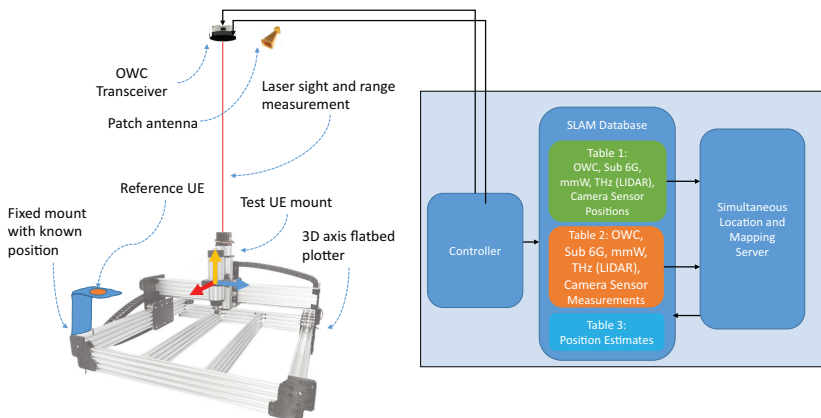 OWC
Transceiver
Laser sight and range
measurement
Patch antenna
Reference UE
Test UE mount
Fixed mount
with known
position
3D axis flatbed
plotter
Controller
SLAM Database
Table 1:
OWC, Sub 6G,
mmW, THz (LIDAR),
Camera Sensor
Positions
Table 2: OWC,
Sub 6G, mmW,
THz (LIDAR),
Camera Sensor
Measurements
Table 3:
Position Estimates
Simultaneous
Location and
Mapping
Server